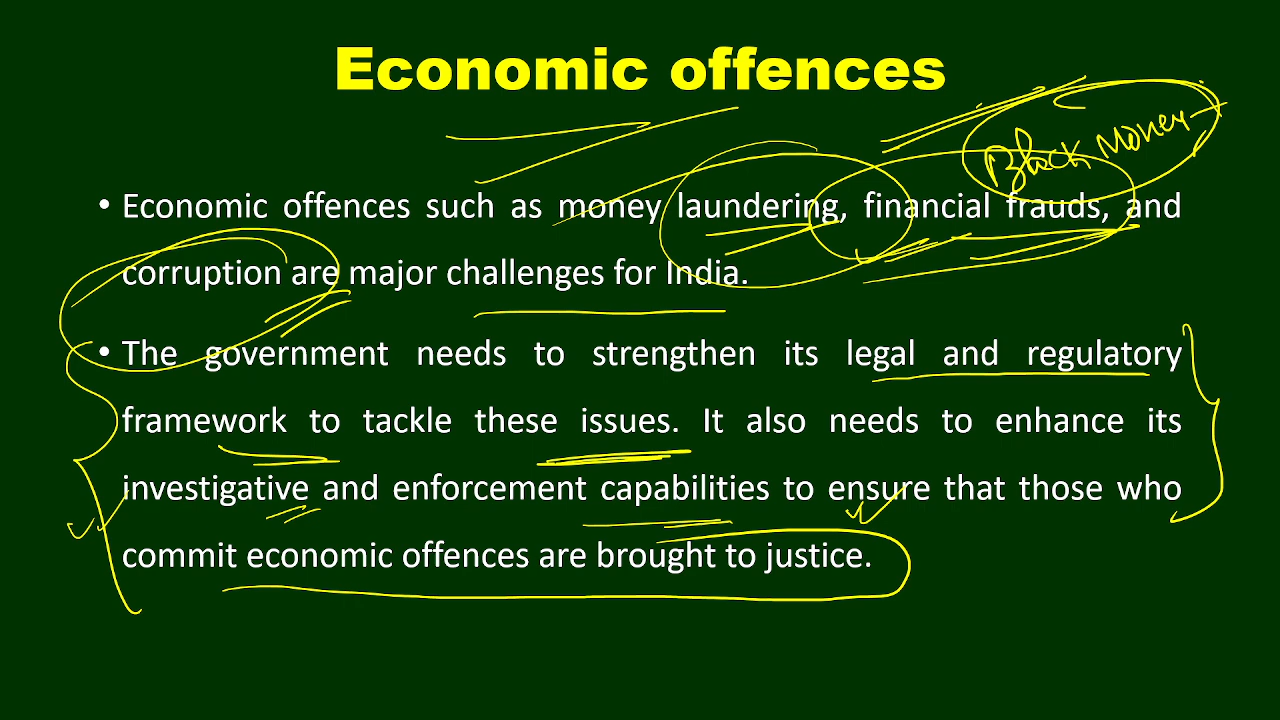 Economic offences
Black Money
• Economic offences such as money laundering, financial frauds, and
corruption are major challenges for India.
• The government needs to strengthen its legal and regulatory
framework to tackle these issues. It also needs to enhance its
investigative and enforcement capabilities to ensure that those who
commit economic offences are brought to justice.